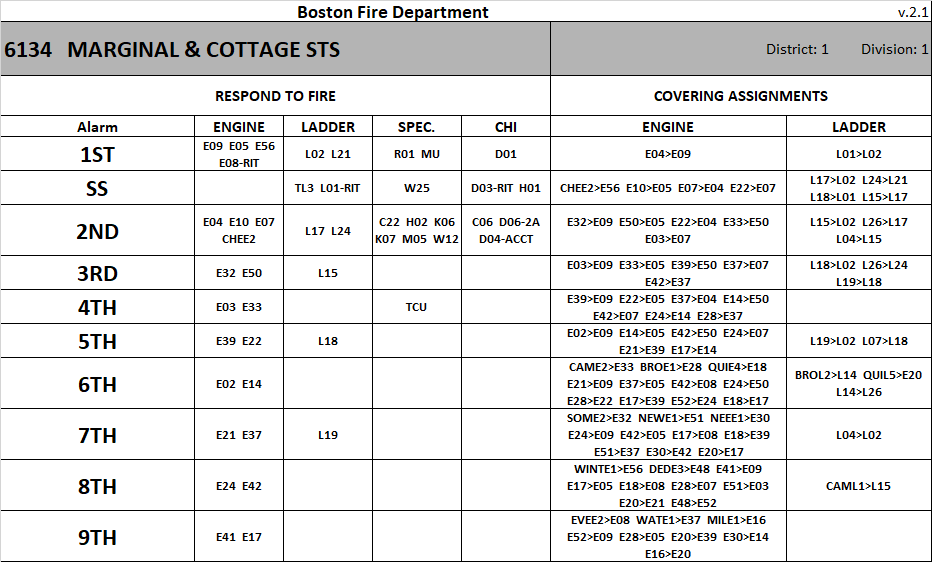 Boston Fire Department v.2.1
6134 MARGINAL & COTTAGE STS District: 1 Division: 1
RESPOND TO FIRE COVERING ASSIGNMENTS
Alarm ENGINE LADDER SPEC. CHI ENGINE LADDER
1ST
E09 E05 E56
E08-RIT
L02 L21
R01 MU
D01
E04>E09
L01>L02
SS
TL3 L01-RIT
W25
D03-RIT H01
CHEE2>E56 E10>E05 E07>E04 E22>E07
L17>L02 L24>L21
L18>L01 L15>L17
2ND
E04 E10 E07
CHEE2
L17 L24
C22 H02 K06
K07 M05 W12
C06 D06-2A
D04-ACCT
E32>E09 E50>E05 E22>E04 E33>E50
E03>E07
L15>L02 L26>L17
L04>L15
3RD
E32 E50
L15
E03>E09 E33>E05 E39>E50 E37>E07
E42>E37
L18>L02 L26>L24
L19>L18
4TH
E03 E33
TCU
E39>E09 E22>E05 E37>E04 E14>E50
E42>E07 E24>E14 E28>E37
5TH
E39 E22
L18
E02>E09 E14>E05 E42>E50 E24>E07
E21>E39 E17>E14
L19>L02 L07>L18
6TH
E02 E14
CAME2>E33 BROE1>E28 QUIE4>E18
E21>E09 E37>E05 E42>E08 E24>E50
E28>E22 E17>E39 E52>E24 E18>E17
BROL2>L14 QUIL5>E20
L14>L26
7TH
E21 E37
L19
SOME2>E32 NEWE1>E51 NEEE1>E30
E24>E09 E42>E05 E17>E08 E18>E39
E51>E37 E30>E42 E20>E17
L04>L02
8TH
E24 E42
WINTE1>E56 DEDE3>E48 E41>E09
E17>E05 E18>E08 E28>E07 E51>E03
E20>E21 E48>E52
CAML1>L15
9TH
E41 E17
EVEE2>E08 WATE1>E37 MILE1>E16
E52>E09 E28>E05 E20>E39 E30>E14
E16>E20